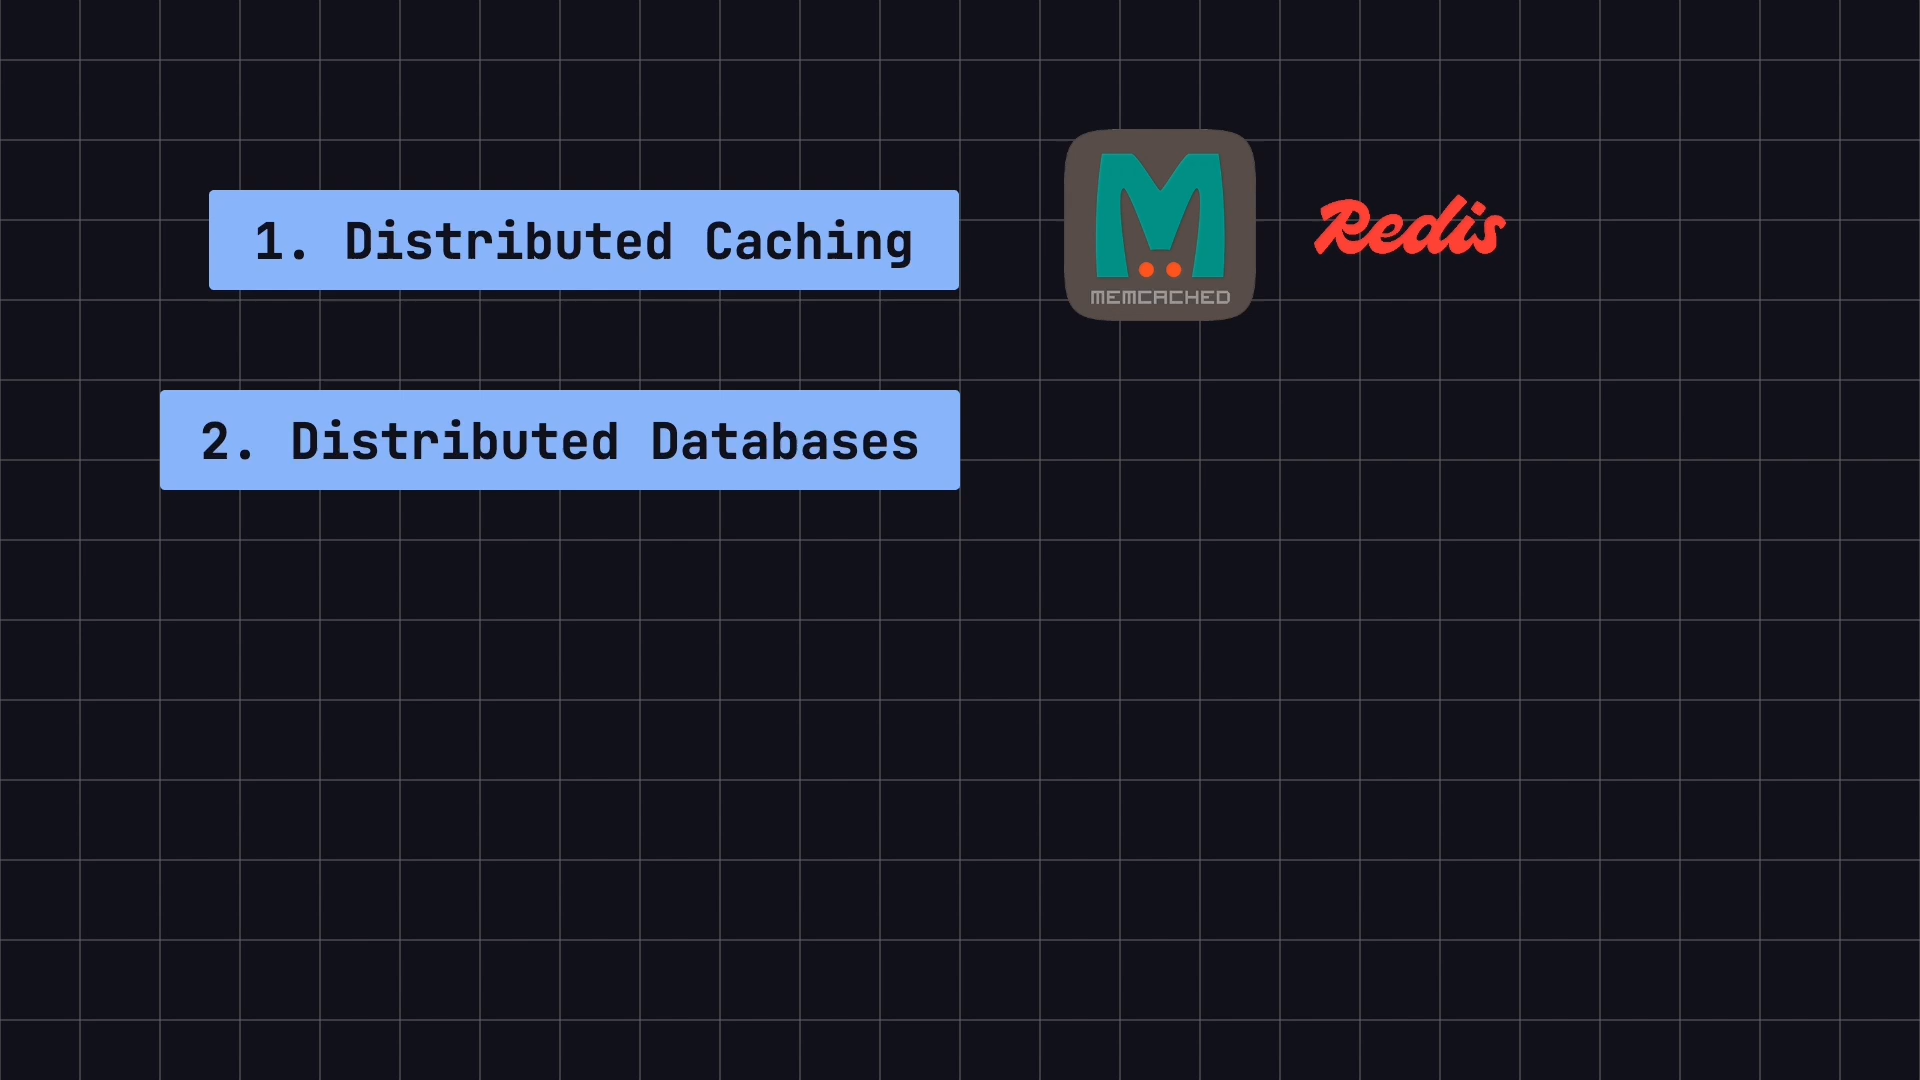 1. Distributed Caching
MEMCACHED
Redis
2. Distributed Databases